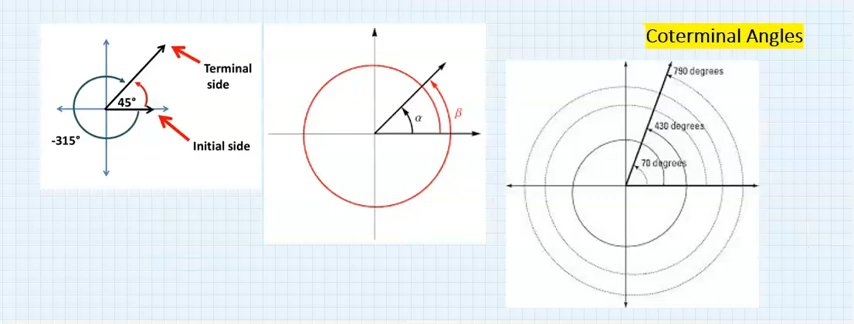 Coterminal Angles
Terminal
side
45°
-315°
Initial side
α
β
790 degrees
430 degrees
70 degrees